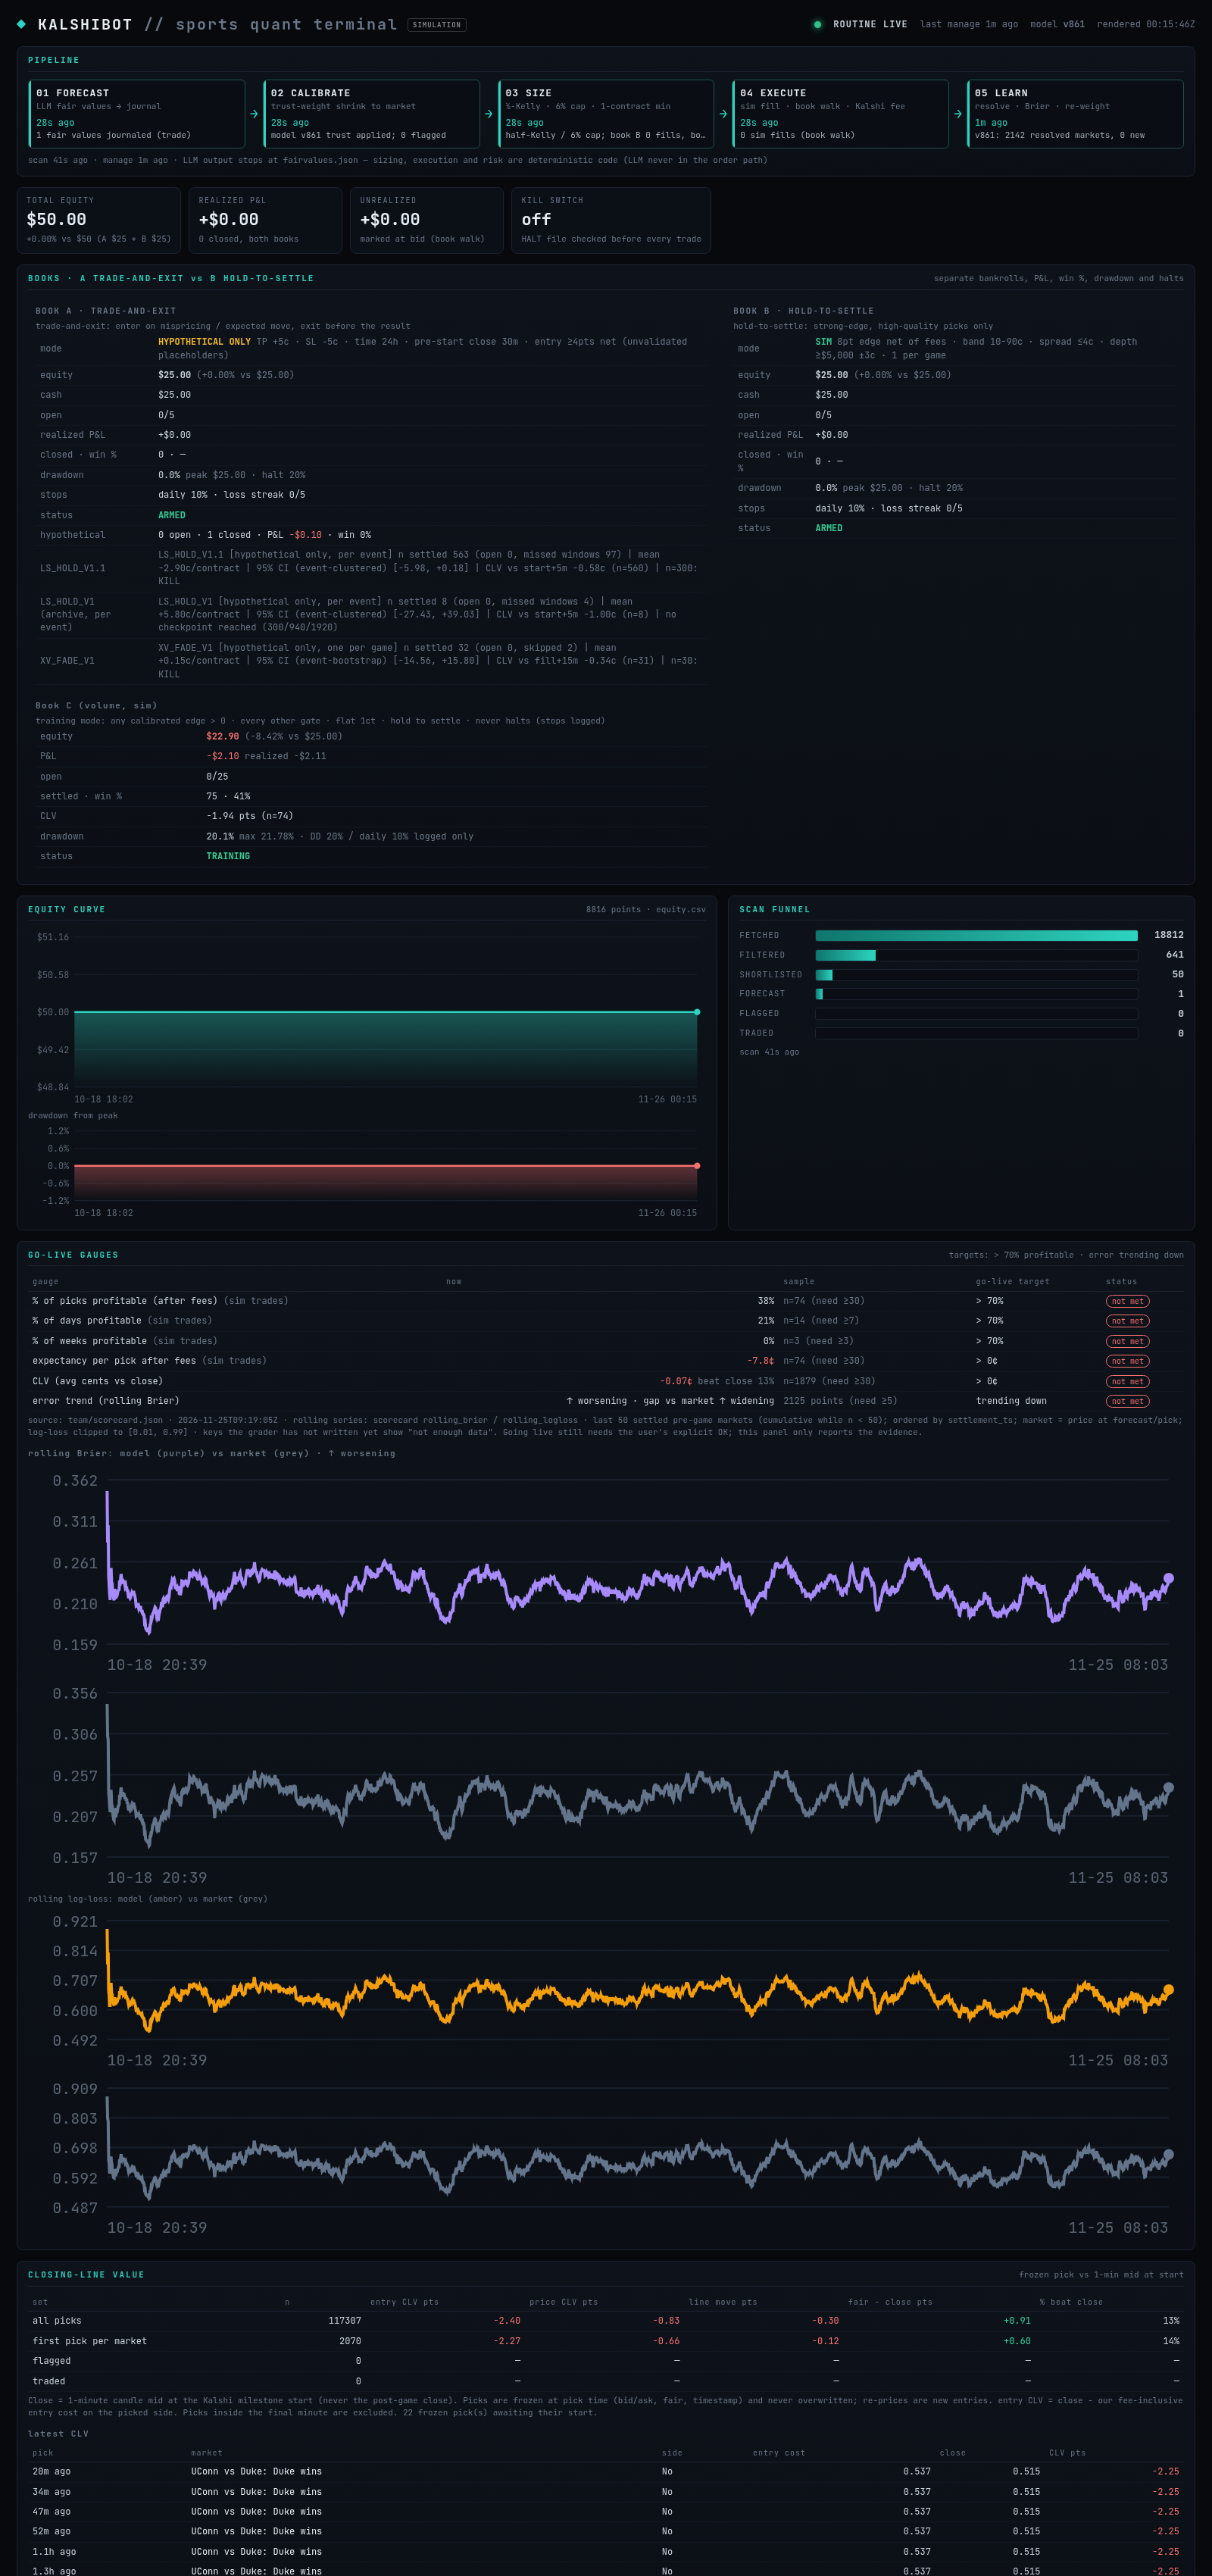 ◆ KALSHIBOT // sports quant terminal SIMULATION
ROUTINE LIVE last manage 1m ago model v861 rendered 00:15:46Z
PIPELINE
01 FORECAST
LLM fair values → journal
28s ago
1 fair values journaled (trade)
→
02 CALIBRATE
trust-weight shrink to market
28s ago
model v861 trust applied; 0 flagged
→
03 SIZE
½-Kelly · 6% cap · 1-contract min
28s ago
half-Kelly / 6% cap; book B 0 fills, bo…
→
04 EXECUTE
sim fill · book walk · Kalshi fee
28s ago
0 sim fills (book walk)
→
05 LEARN
resolve · Brier · re-weight
1m ago
v861: 2142 resolved markets, 0 new
scan 41s ago · manage 1m ago · LLM output stops at fairvalues.json — sizing, execution and risk are deterministic code (LLM never in the order path)
TOTAL EQUITY
$50.00
+0.00% vs $50 (A $25 + B $25)
REALIZED P&L
+$0.00
0 closed, both books
UNREALIZED
+$0.00
marked at bid (book walk)
KILL SWITCH
off
HALT file checked before every trade
BOOKS · A TRADE-AND-EXIT vs B HOLD-TO-SETTLE
separate bankrolls, P&L, win %, drawdown and halts
BOOK A · TRADE-AND-EXIT
trade-and-exit: enter on mispricing / expected move, exit before the result
mode HYPOTHETICAL ONLY TP +5c · SL -5c · time 24h · pre-start close 30m · entry ≥4pts net (unvalidated
placeholders)
equity $25.00 (+0.00% vs $25.00)
cash $25.00
open 0/5
realized P&L +$0.00
closed · win % 0 · —
drawdown 0.0% peak $25.00 · halt 20%
stops daily 10% · loss streak 0/5
status ARMED
hypothetical 0 open · 1 closed · P&L -$0.10 · win 0%
LS_HOLD_V1.1 LS_HOLD_V1.1 [hypothetical only, per event] n settled 563 (open 0, missed windows 97) | mean
-2.90c/contract | 95% CI (event-clustered) [-5.98, +0.18] | CLV vs start+5m -0.58c (n=560) | n=300:
KILL
LS_HOLD_V1 (archive, per event)
LS_HOLD_V1 [hypothetical only, per event] n settled 8 (open 0, missed windows 4) | mean
+5.80c/contract | 95% CI (event-clustered) [-27.43, +39.03] | CLV vs start+5m -1.00c (n=8) | no
checkpoint reached (300/940/1920)
XV_FADE_V1 XV_FADE_V1 [hypothetical only, one per game] n settled 32 (open 0, skipped 2) | mean
+0.15c/contract | 95% CI (event-bootstrap) [-14.56, +15.80] | CLV vs fill+15m -0.34c (n=31) | n=30:
KILL
BOOK B · HOLD-TO-SETTLE
hold-to-settle: strong-edge, high-quality picks only
mode SIM 8pt edge net of fees · band 10-90c · spread ≤4c · depth
≥$5,000 ±3c · 1 per game
equity $25.00 (+0.00% vs $25.00)
cash $25.00
open 0/5
realized P&L +$0.00
closed · win % 0 · —
drawdown 0.0% peak $25.00 · halt 20%
stops daily 10% · loss streak 0/5
status ARMED
Book C (volume, sim)
training mode: any calibrated edge > 0 · every other gate · flat 1ct · hold to settle · never halts (stops logged)
equity $22.90 (-8.42% vs $25.00)
P&L -$2.10 realized -$2.11
open 0/25
settled · win % 75 · 41%
CLV -1.94 pts (n=74)
drawdown 20.1% max 21.78% · DD 20% / daily 10% logged only
status TRAINING
EQUITY CURVE 8816 points · equity.csv
$51.16
$50.58
$50.00
$49.42
$48.84
10-18 18:02 11-26 00:15
drawdown from peak
1.2%
0.6%
0.0%
-0.6%
-1.2%
10-18 18:02 11-26 00:15
SCAN FUNNEL
FETCHED 18812
FILTERED 641
SHORTLISTED 50
FORECAST 1
FLAGGED 0
TRADED 0
scan 41s ago
GO-LIVE GAUGES targets: > 70% profitable · error trending down
gauge now sample go-live target status
% of picks profitable (after fees) (sim trades) 38% n=74 (need ≥30) > 70% not met
% of days profitable (sim trades) 21% n=14 (need ≥7) > 70% not met
% of weeks profitable (sim trades) 0% n=3 (need ≥3) > 70% not met
expectancy per pick after fees (sim trades) -7.8¢ n=74 (need ≥30) > 0¢ not met
CLV (avg cents vs close) -0.07¢ beat close 13% n=1879 (need ≥30) > 0¢ not met
error trend (rolling Brier) ↑ worsening · gap vs market ↑ widening 2125 points (need ≥5) trending down not met
source: team/scorecard.json · 2026-11-25T09:19:05Z · rolling series: scorecard rolling_brier / rolling_logloss · last 50 settled pre-game markets (cumulative while n < 50); ordered by settlement_ts; market = price at forecast/pick;
log-loss clipped to [0.01, 0.99] · keys the grader has not written yet show "not enough data". Going live still needs the user's explicit OK; this panel only reports the evidence.
rolling Brier: model (purple) vs market (grey) · ↑ worsening
0.362
0.311
0.261
0.210
0.159
10-18 20:39 11-25 08:03
0.356
0.306
0.257
0.207
0.157
10-18 20:39 11-25 08:03
rolling log-loss: model (amber) vs market (grey)
0.921
0.814
0.707
0.600
0.492
10-18 20:39 11-25 08:03
0.909
0.803
0.698
0.592
0.487
10-18 20:39 11-25 08:03
CLOSING-LINE VALUE frozen pick vs 1-min mid at start
set n entry CLV pts price CLV pts line move pts fair - close pts % beat close
all picks 117307 -2.40 -0.83 -0.30 +0.91 13%
first pick per market 2070 -2.27 -0.66 -0.12 +0.60 14%
flagged 0 — — — — —
traded 0 — — — — —
Close = 1-minute candle mid at the Kalshi milestone start (never the post-game close). Picks are frozen at pick time (bid/ask, fair, timestamp) and never overwritten; re-prices are new entries. entry CLV = close - our fee-inclusive
entry cost on the picked side. Picks inside the final minute are excluded. 22 frozen pick(s) awaiting their start.
latest CLV
pick market side entry cost close CLV pts
20m ago UConn vs Duke: Duke wins No 0.537 0.515 -2.25
34m ago UConn vs Duke: Duke wins No 0.537 0.515 -2.25
47m ago UConn vs Duke: Duke wins No 0.537 0.515 -2.25
52m ago UConn vs Duke: Duke wins No 0.537 0.515 -2.25
1.1h ago UConn vs Duke: Duke wins No 0.537 0.515 -2.25
1.3h ago UConn vs Duke: Duke wins No 0.537 0.515 -2.25